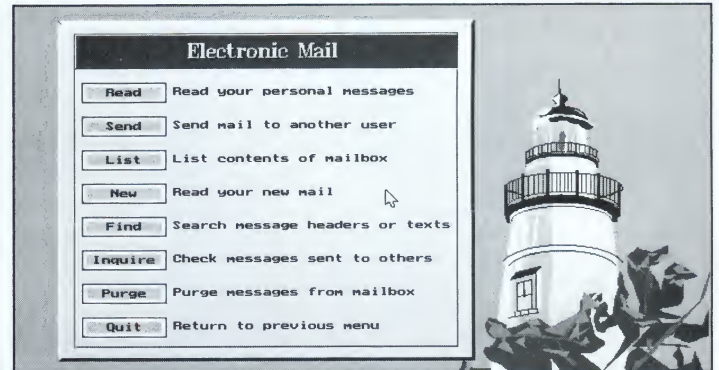 Electronic Mail
Read Read your personal messages
Send Send mail to another user
List List contents of mailbox
New Read your new mail
Find Search message headers or texts
Inquire Check messages sent to others
Purge Purge messages from mailbox
Quit Return to previous menu